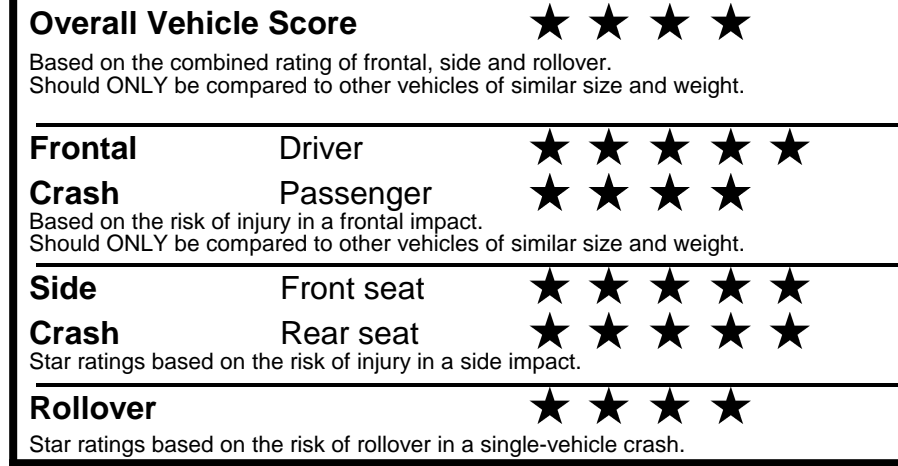 Overall Vehicle Score ★ ★ ★ ★
Based on the combined rating of frontal, side and rollover.
Should ONLY be compared to other vehicles of similar size and weight.
Frontal Driver ★ ★ ★ ★ ★
Crash Passenger ★ ★ ★ ★
Based on the risk of injury in a frontal impact.
Should ONLY be compared to other vehicles of similar size and weight.
Side Front seat ★ ★ ★ ★ ★
Crash Rear seat ★ ★ ★ ★ ★
Star ratings based on the risk of injury in a side impact.
Rollover ★ ★ ★ ★
Star ratings based on the risk of rollover in a single-vehicle crash.